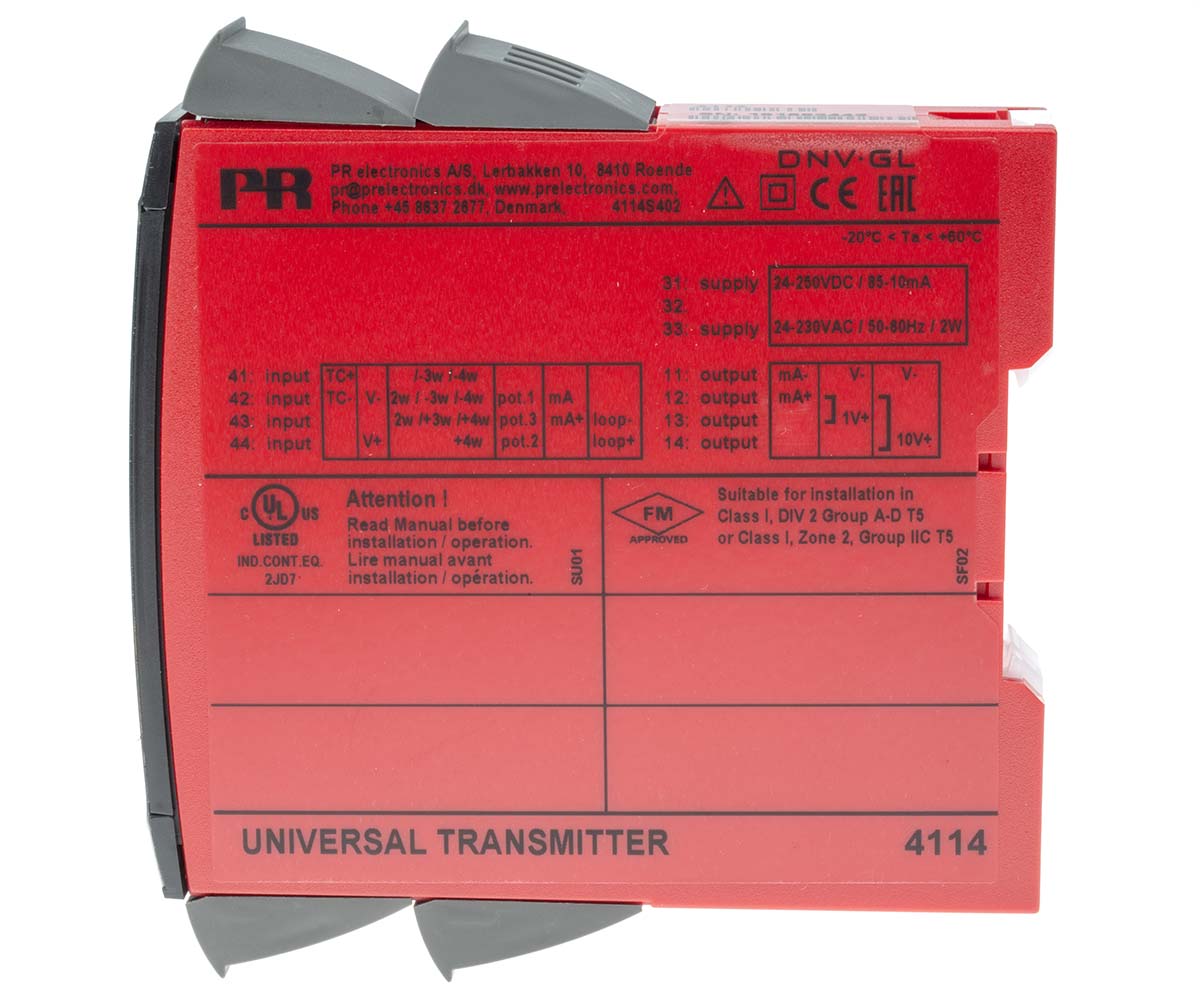 DNV·GL
PR
PR electronics A/S, Lerbakken 10, 8410 Roende
pr@prelectronics.dk, www.prelectronics.com,
Phone +45 8637 2677, Denmark, 4114S402
CE EAC
-20°C < Ta < +60°C
31: supply 24-250VDC / 85-10mA
32:
33: supply 24-230VAC / 50-60Hz / 2W
41: input TC+ /-3w /-4w
42: input TC- V- 2w / -3w /-4w pot.1 mA
43: input 2w /+3w /+4w pot.3 mA+ loop-
44: input V+ +4w pot.2 loop+
11: output mA- V- V-
12: output mA+
13: output 1V+
14: output 10V+
C UL US
LISTED
IND.CONT.EQ.
2JD7
Attention !
Read Manual before
installation / operation.
Lire manual avant
installation / opération.
SU01
FM
APPROVED
Suitable for installation in
Class I, DIV 2 Group A-D T5
or Class I, Zone 2, Group IIC T5
SF02
UNIVERSAL TRANSMITTER 4114